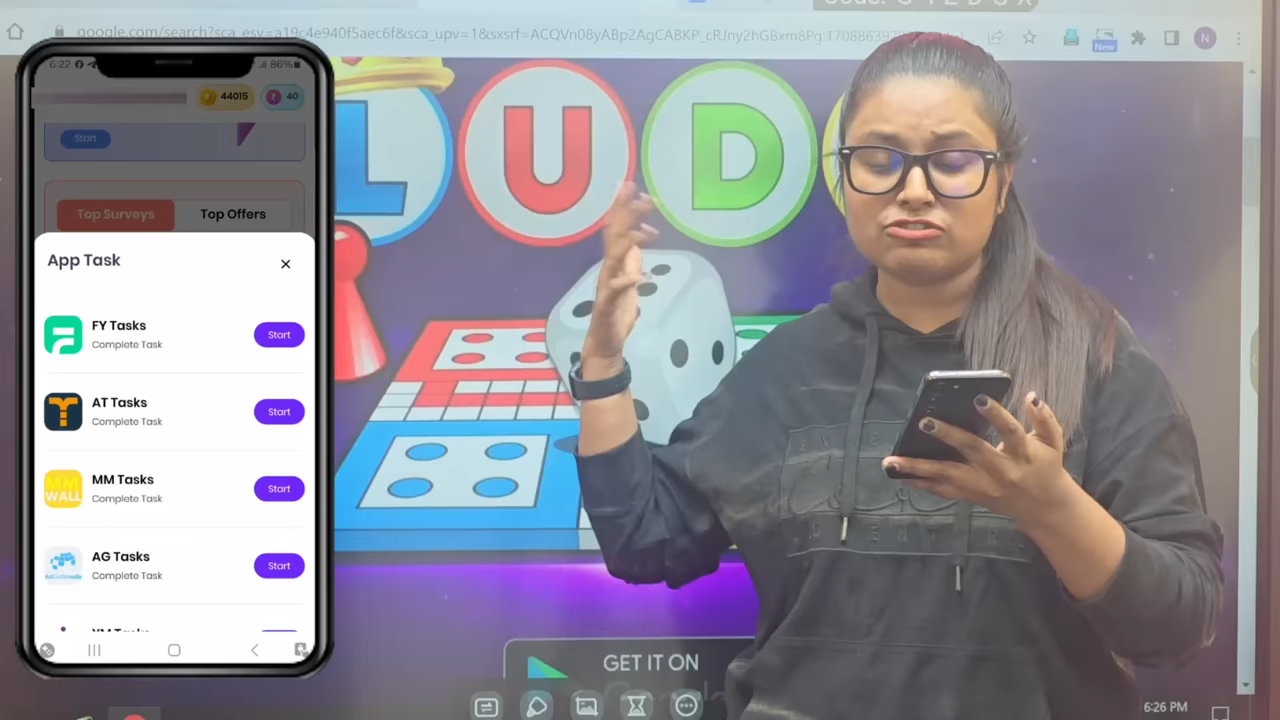 google.com/search?sca_esv=a19c4e940f5aec6f&sca_upv=1&sxsrf=
New
N
6:22
86%
44015
40
Start
Top Surveys
Top Offers
App Task
FY Tasks
Complete Task
Start
AT Tasks
Complete Task
Start
MM WALL
MM Tasks
Complete Task
Start
AG Tasks
Complete Task
Start
L U D
GET IT ON
6:26 PM